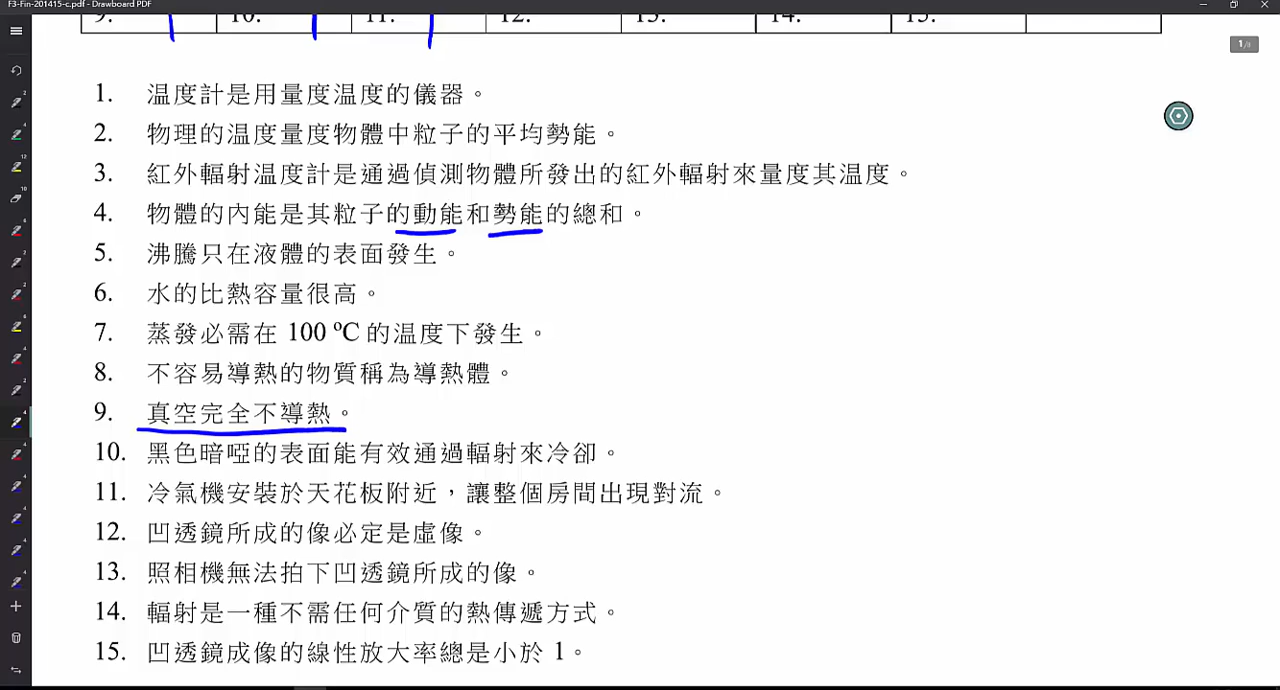 F3-Fin-201415-c.pdf - Drawboard PDF
9. 10. 11. 12. 13. 14. 15.
1/8
1. 温度計是用量度温度的儀器。
2. 物理的温度量度物體中粒子的平均勢能。
3. 紅外輻射温度計是通過偵測物體所發出的紅外輻射來量度其温度。
4. 物體的內能是其粒子的動能和勢能的總和。
5. 沸騰只在液體的表面發生。
6. 水的比熱容量很高。
7. 蒸發必需在 100 ºC 的温度下發生。
8. 不容易導熱的物質稱為導熱體。
9. 真空完全不導熱。
10. 黑色暗啞的表面能有效通過輻射來冷卻。
11. 冷氣機安裝於天花板附近，讓整個房間出現對流。
12. 凹透鏡所成的像必定是虛像。
13. 照相機無法拍下凹透鏡所成的像。
14. 輻射是一種不需任何介質的熱傳遞方式。
15. 凹透鏡成像的線性放大率總是小於 1。